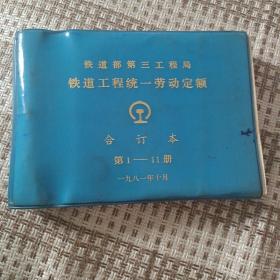 铁道部第三工程局
铁道工程统一劳动定额
合订本
第1—11册
一九八一年十月